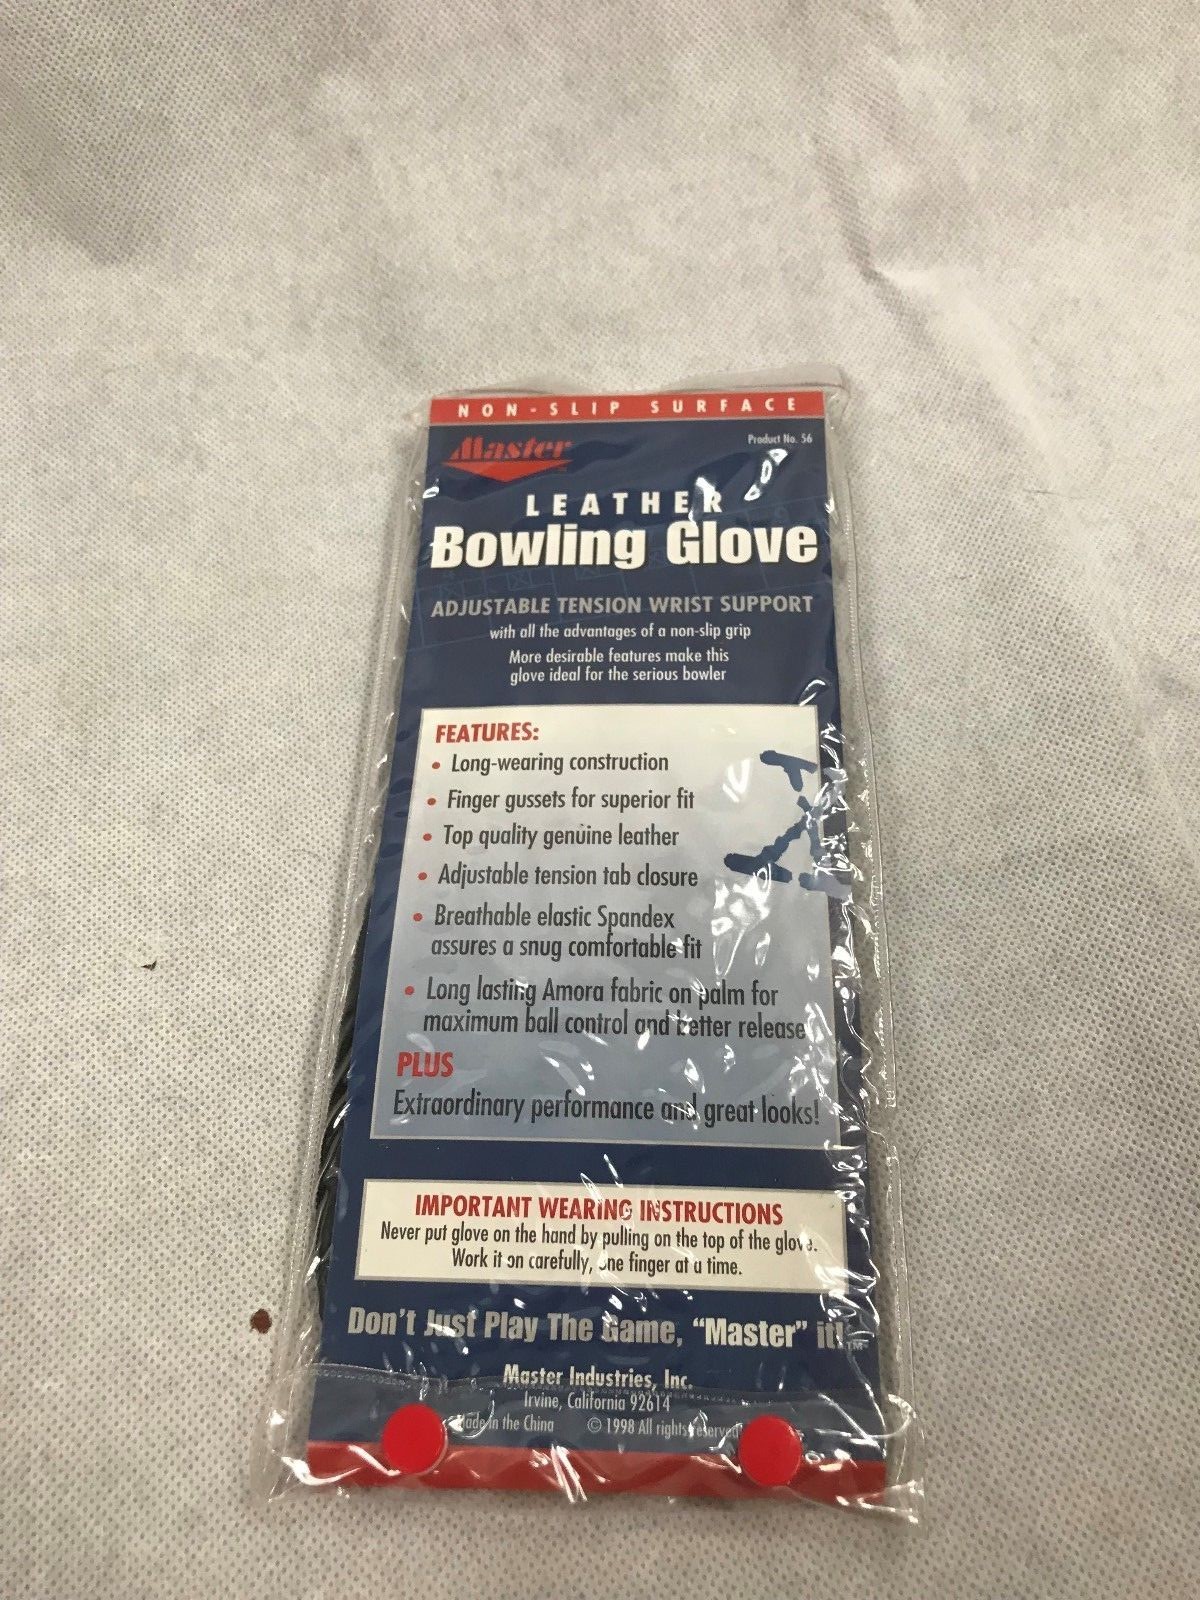 NON-SLIP SURFACE
Master
Product No. 56
LEATHER
Bowling Glove
ADJUSTABLE TENSION WRIST SUPPORT
with all the advantages of a non-slip grip
More desirable features make this
glove ideal for the serious bowler
FEATURES:
• Long-wearing construction
• Finger gussets for superior fit
• Top quality genuine leather
• Adjustable tension tab closure
• Breathable elastic Spandex
assures a snug comfortable fit
• Long lasting Amora fabric on palm for
maximum ball control and better release
PLUS
Extraordinary performance and great looks!
IMPORTANT WEARING INSTRUCTIONS
Never put glove on the hand by pulling on the top of the glove.
Work it on carefully, one finger at a time.
Don't Just Play The Game, “Master” it!™
Master Industries, Inc.
Irvine, California 92614
Made in the China © 1998 All rights reserved